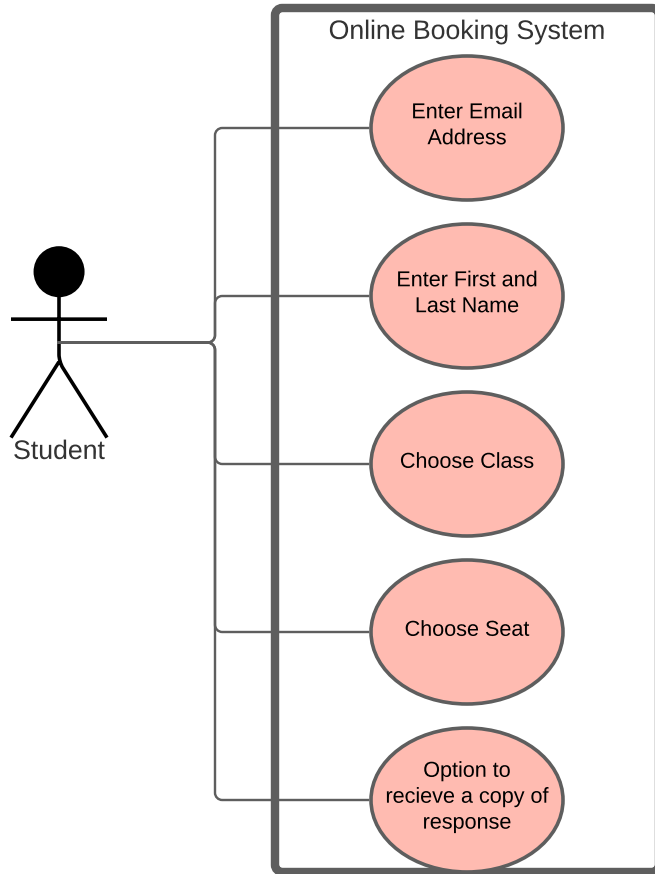 Online Booking System
Enter Email
Address
Enter First and
Last Name
Student
Choose Class
Choose Seat
Option to
recieve a copy of
response